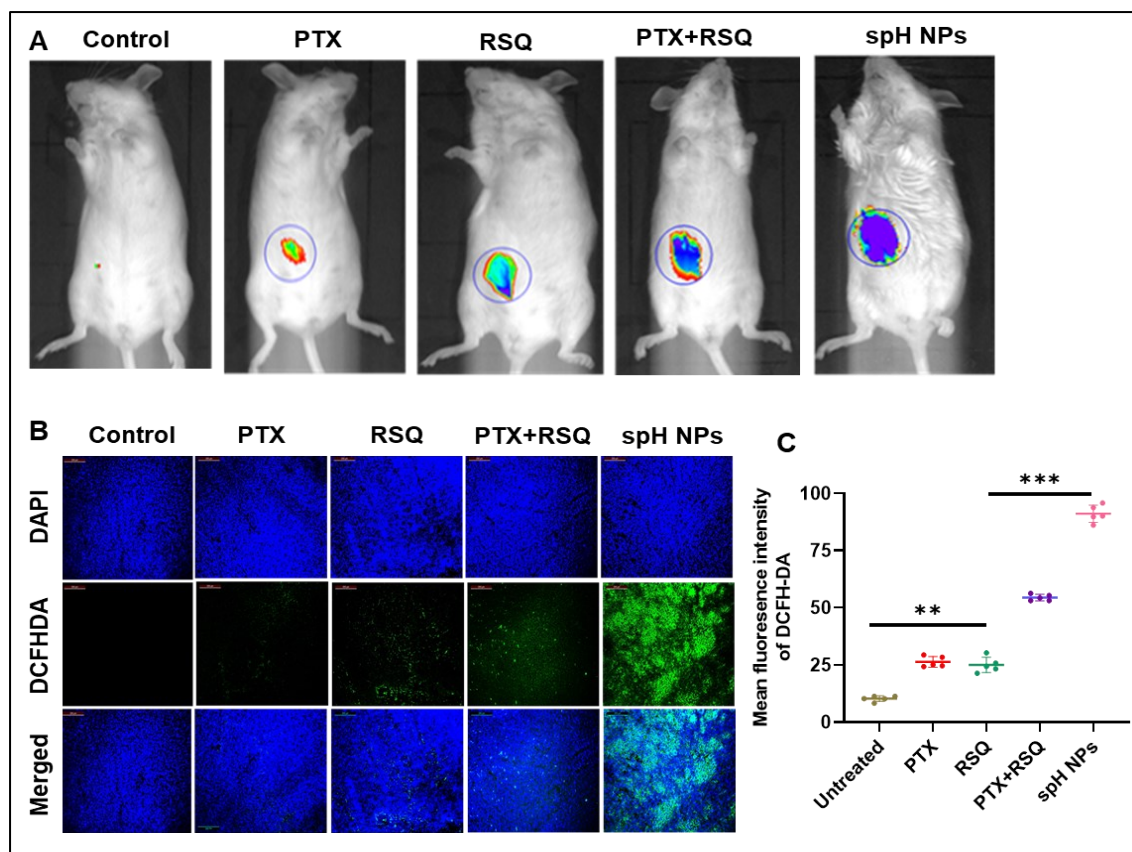 A
Control
PTX
RSQ
PTX+RSQ
spH NPs
B
Control
PTX
RSQ
PTX+RSQ
spH NPs
DAPI
DCFHDA
Merged
C
Mean fluoresence intensity
of DCFH-DA
100
75
50
25
0
**
***
Untreated
PTX
RSQ
PTX+RSQ
spH NPs